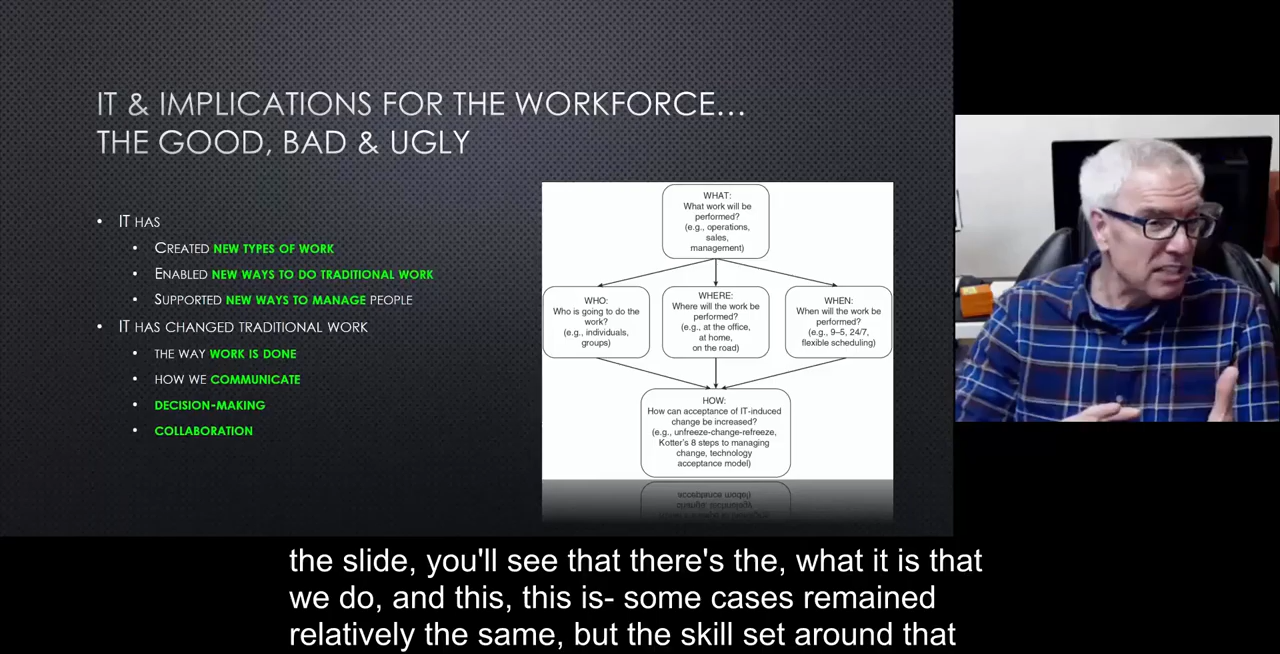 IT & IMPLICATIONS FOR THE WORKFORCE…
THE GOOD, BAD & UGLY
• IT HAS
• CREATED NEW TYPES OF WORK
• ENABLED NEW WAYS TO DO TRADITIONAL WORK
• SUPPORTED NEW WAYS TO MANAGE PEOPLE
• IT HAS CHANGED TRADITIONAL WORK
• THE WAY WORK IS DONE
• HOW WE COMMUNICATE
• DECISION-MAKING
• COLLABORATION
WHAT:
What work will be
performed?
(e.g., operations,
sales,
management)
WHO:
Who is going to do the
work?
(e.g., individuals,
groups)
WHERE:
Where will the work be
performed?
(e.g., at the office,
at home,
on the road)
WHEN:
When will the work be
performed?
(e.g., 9–5, 24/7,
flexible scheduling)
HOW:
How can acceptance of IT-induced
change be increased?
(e.g., unfreeze-change-refreeze,
Kotter's 8 steps to managing
change, technology
acceptance model)
the slide, you'll see that there's the, what it is that
we do, and this, this is- some cases remained
relatively the same, but the skill set around that